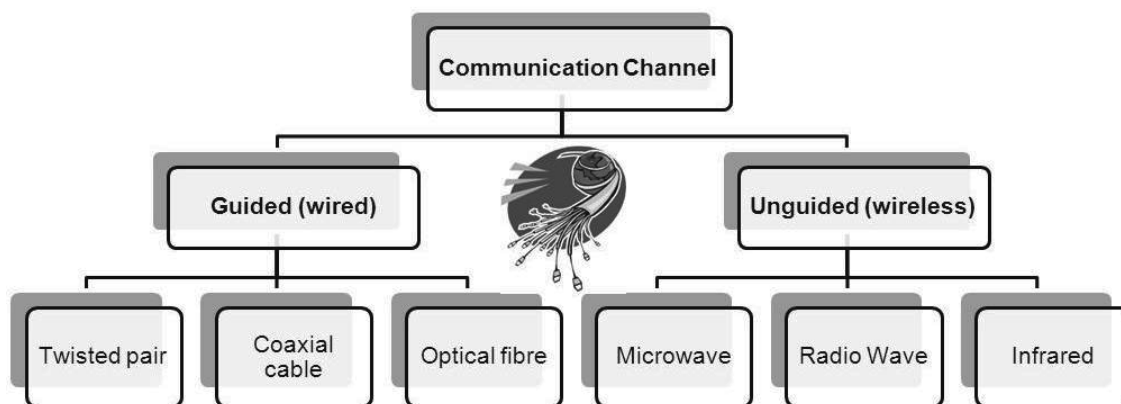 Communication Channel
Guided (wired)
Unguided (wireless)
Twisted pair
Coaxial
cable
Optical fibre
Microwave
Radio Wave
Infrared